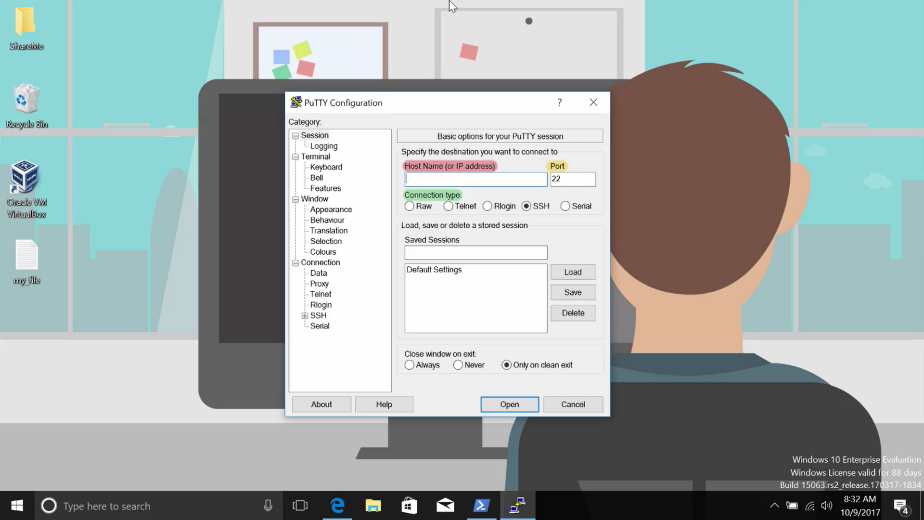 ShareMe
Recycle Bin
Oracle VM
VirtualBox
my_file
PuTTY Configuration
?
Category:
Session
Logging
Terminal
Keyboard
Bell
Features
Window
Appearance
Behaviour
Translation
Selection
Colours
Connection
Data
Proxy
Telnet
Rlogin
SSH
Serial
Basic options for your PuTTY session
Specify the destination you want to connect to
Host Name (or IP address) Port
22
Connection type:
Raw Telnet Rlogin SSH Serial
Load, save or delete a stored session
Saved Sessions
Default Settings
Load
Save
Delete
Close window on exit:
Always Never Only on clean exit
About Help Open Cancel
Windows 10 Enterprise Evaluation
Windows License valid for 88 days
Build 15063.rs2_release.170317-1834
Type here to search
8:32 AM
10/9/2017
4